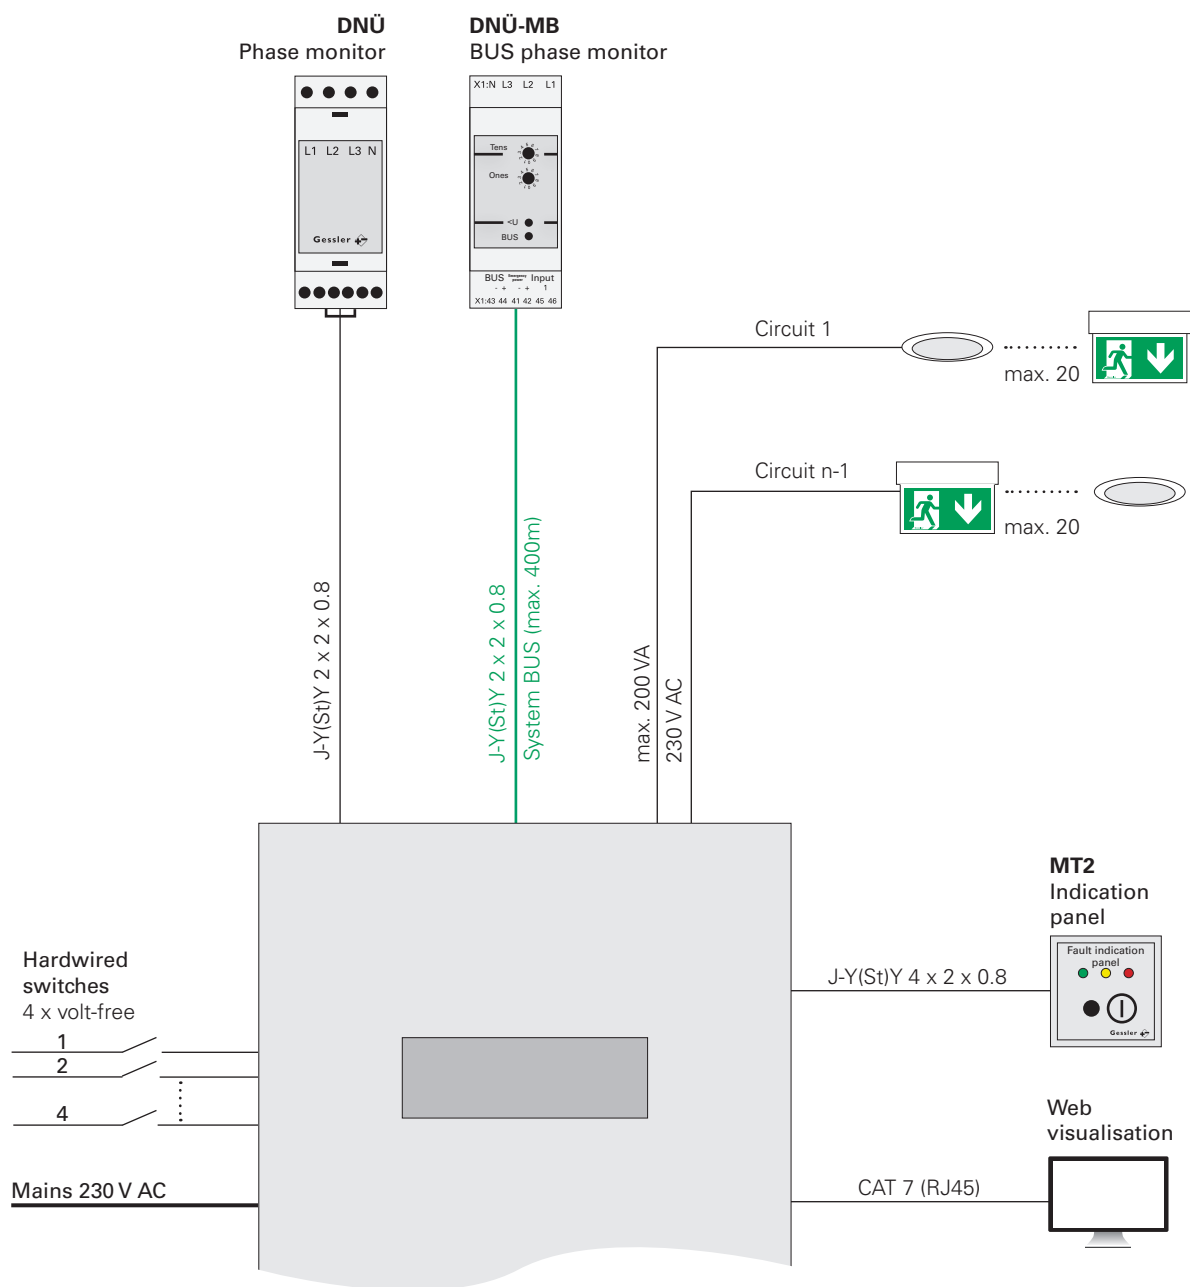 DNÜ
Phase monitor
DNÜ-MB
BUS phase monitor
L1 L2 L3 N
Gessler
X1:N L3 L2 L1
Tens
Ones
<U
BUS
BUS Emergency power Input
- + - + 1
X1:43 44 41 42 45 46
Circuit 1
max. 20
Circuit n-1
max. 20
J-Y(St)Y 2 x 2 x 0.8
J-Y(St)Y 2 x 2 x 0.8
System BUS (max. 400m)
max. 200 VA
230 V AC
MT2
Indication
panel
Fault indication
panel
Gessler
J-Y(St)Y 4 x 2 x 0.8
Hardwired
switches
4 x volt-free
1
2
4
Mains 230 V AC
Web
visualisation
CAT 7 (RJ45)